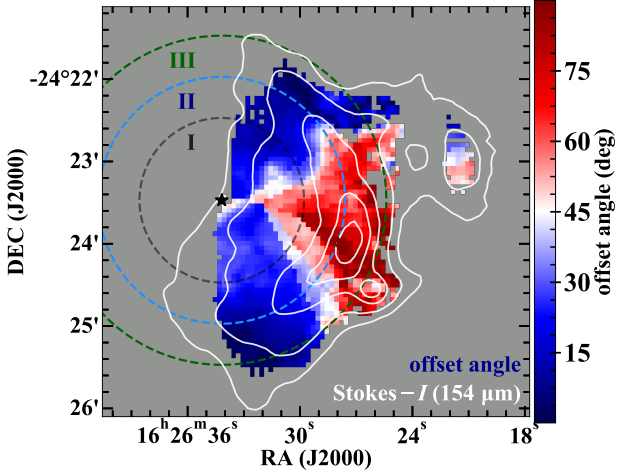 III
II
I
-24°22'
23'
24'
25'
26'
DEC (J2000)
16ʰ26ᵐ36ˢ
30ˢ
24ˢ
18ˢ
RA (J2000)
offset angle
Stokes−I (154 μm)
75
60
45
30
15
offset angle (deg)